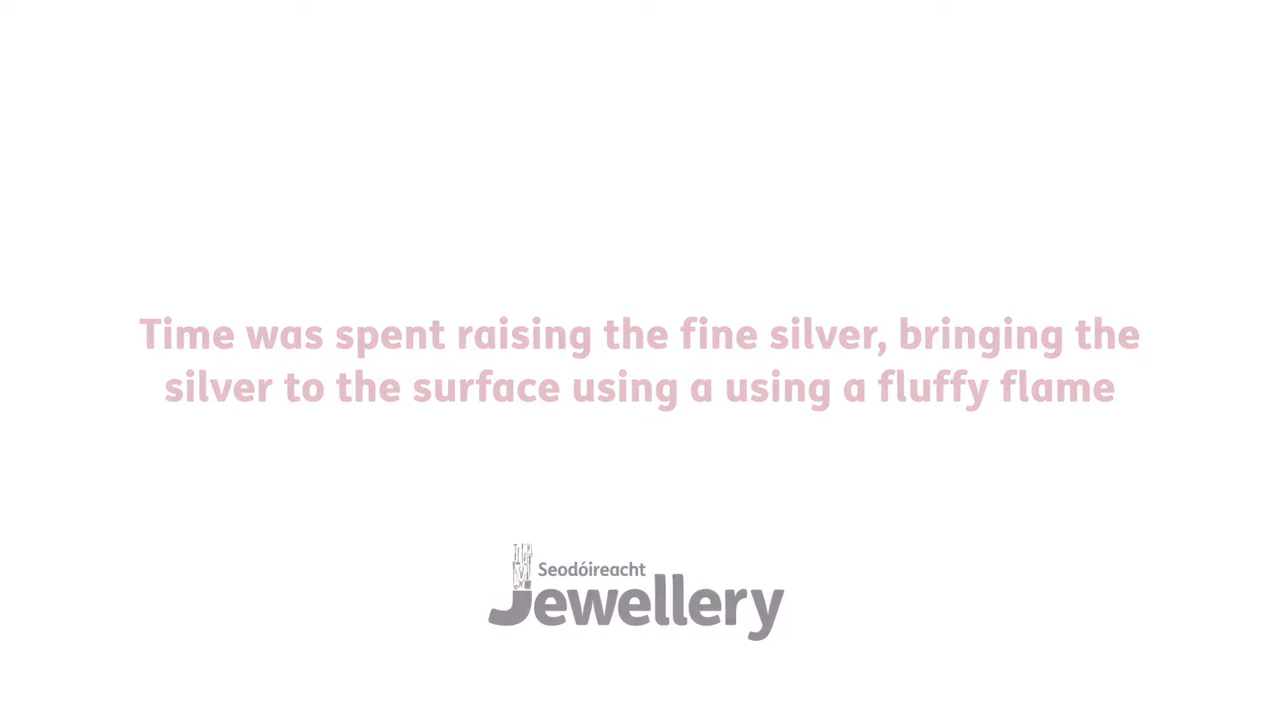 Time was spent raising the fine silver, bringing the
silver to the surface using a using a fluffy flame
Seodóireacht
Jewellery